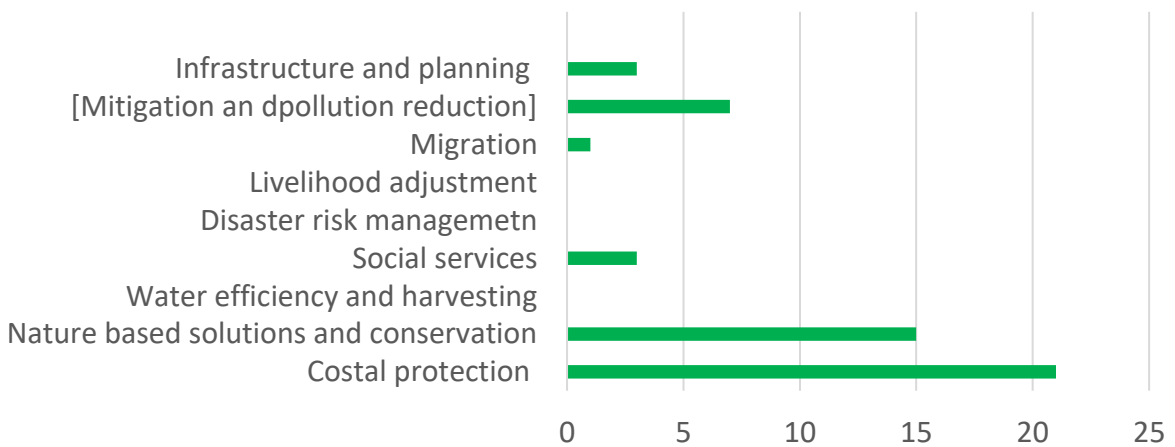 Infrastructure and planning
[Mitigation an dpollution reduction]
Migration
Livelihood adjustment
Disaster risk managemetn
Social services
Water efficiency and harvesting
Nature based solutions and conservation
Costal protection
0 5 10 15 20 25